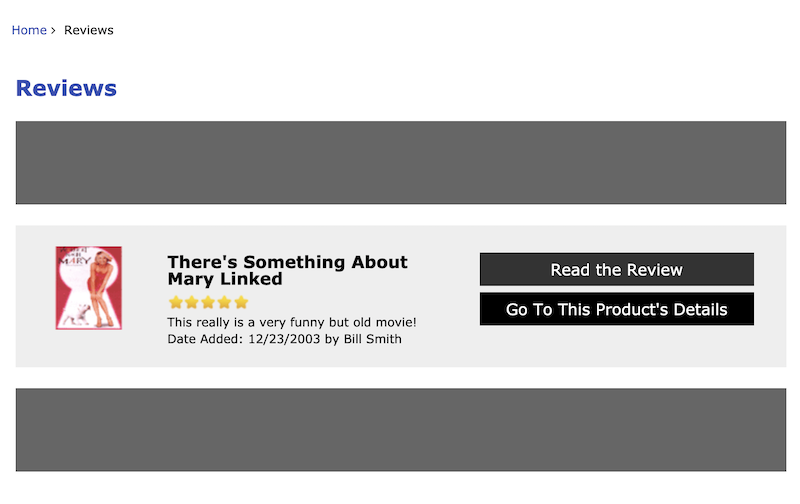 Home › Reviews
Reviews
MARY
There's Something About
Mary Linked
This really is a very funny but old movie!
Date Added: 12/23/2003 by Bill Smith
Read the Review
Go To This Product's Details